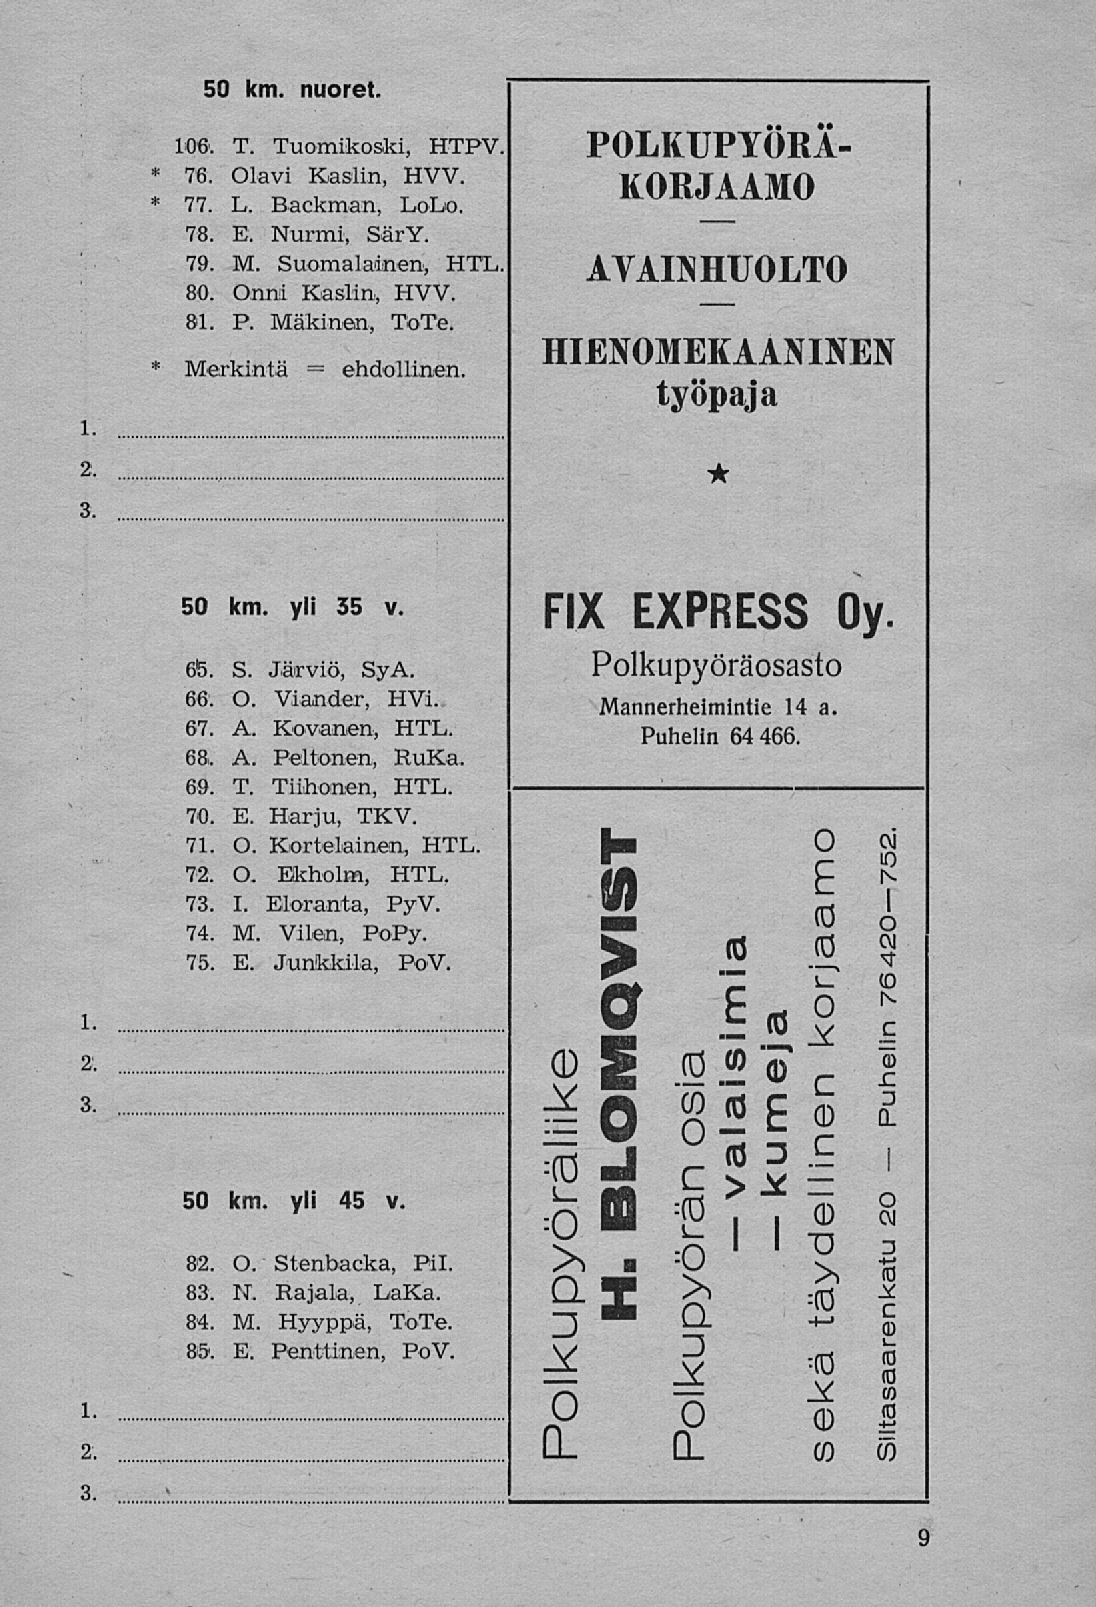 50 km. nuoret.
106. T. Tuomikoski, HTPV.
* 76. Olavi Kaslin, HVV.
* 77. L. Backman, LoLo.
78. E. Nurmi, SärY.
79. M. Suomalainen, HTL.
80. Onni Kaslin, HVV.
81. P. Mäkinen, ToTe.
* Merkintä = ehdollinen.
1.
2.
3.
50 km. yli 35 v.
65. S. Järviö, SyA.
66. O. Viander, HVi.
67. A. Kovanen, HTL.
68. A. Peltonen, RuKa.
69. T. Tiihonen, HTL.
70. E. Harju, TKV.
71. O. Kortelainen, HTL.
72. O. Ekholm, HTL.
73. I. Eloranta, PyV.
74. M. Vilen, PoPy.
75. E. Junkkila, PoV.
1.
2.
3.
50 km. yli 45 v.
82. O. Stenbacka, PiI.
83. N. Rajala, LaKa.
84. M. Hyyppä, ToTe.
85. E. Penttinen, PoV.
1.
2.
3.
POLKUPYÖRÄ-
KORJAAMO
AVAINHUOLTO
HIENOMEKAANINEN
työpaja
FIX EXPRESS Oy.
Polkupyöräosasto
Mannerheimintie 14 a.
Puhelin 64 466.
Polkupyöräliike
H. BLOMQVIST
Polkupyörän osia
— valaisimia
— kumeja
sekä täydellinen korjaamo
Siltasaarenkatu 20 — Puhelin 76420—752.
9